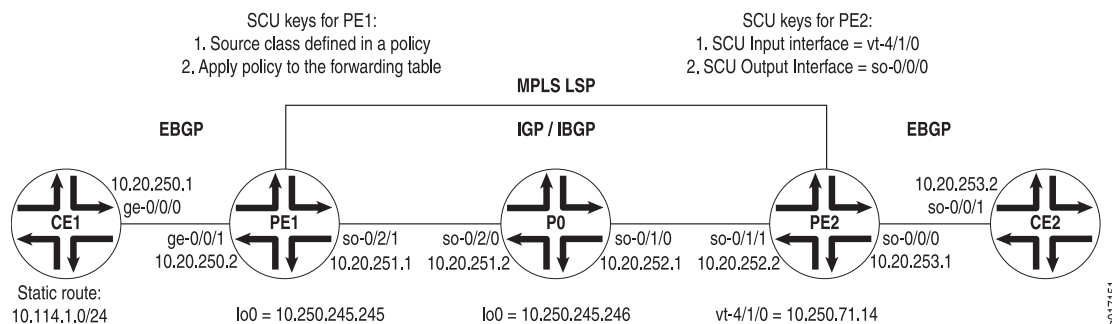 SCU keys for PE1:
1. Source class defined in a policy
2. Apply policy to the forwarding table
SCU keys for PE2:
1. SCU Input interface = vt-4/1/0
2. SCU Output Interface = so-0/0/0
MPLS LSP
EBGP
IGP / IBGP
EBGP
10.20.250.1
ge-0/0/0
10.20.253.2
so-0/0/1
CE1
PE1
P0
PE2
CE2
ge-0/0/1
10.20.250.2
so-0/2/1
10.20.251.1
so-0/2/0
10.20.251.2
so-0/1/0
10.20.252.1
so-0/1/1
10.20.252.2
so-0/0/0
10.20.253.1
Static route:
10.114.1.0/24
lo0 = 10.250.245.245
lo0 = 10.250.245.246
vt-4/1/0 = 10.250.71.14
g017151